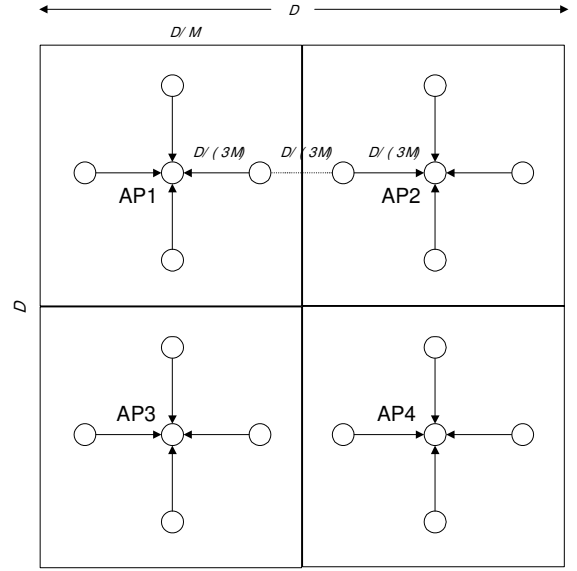 D
D/ M
D/ ( 3M) D/ ( 3M) D/ ( 3M)
AP1 AP2
D
AP3 AP4